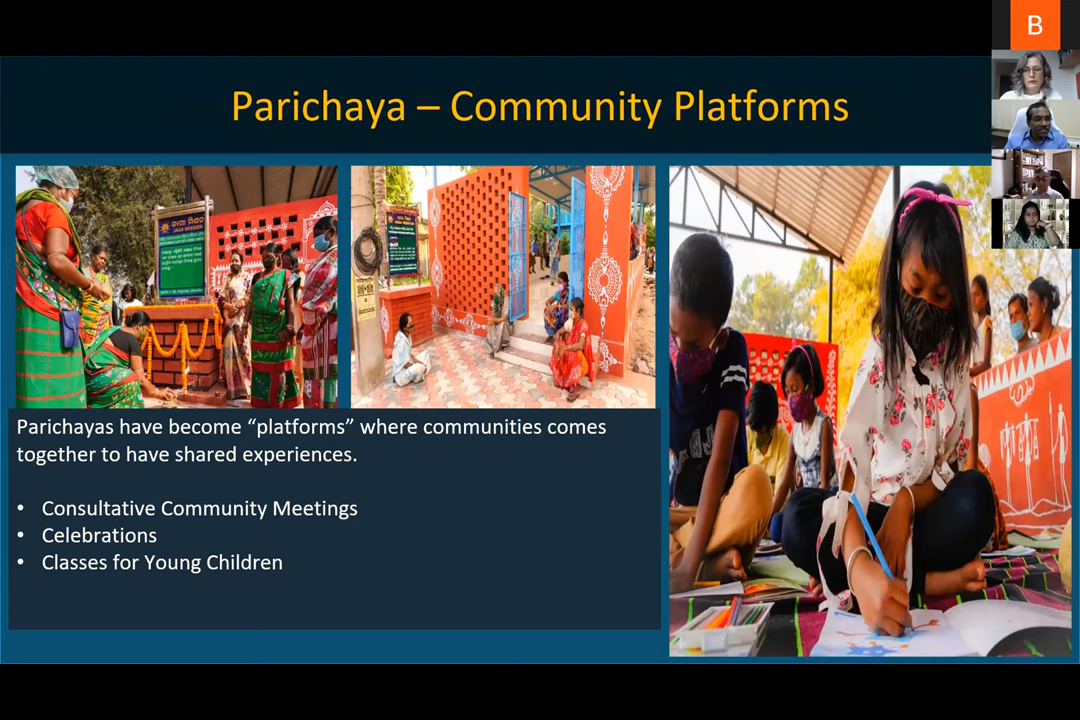 B
Parichaya – Community Platforms
ଜାଗା ମିଶନ
JAGA MISSION
Parichayas have become “platforms” where communities comes
together to have shared experiences.
• Consultative Community Meetings
• Celebrations
• Classes for Young Children